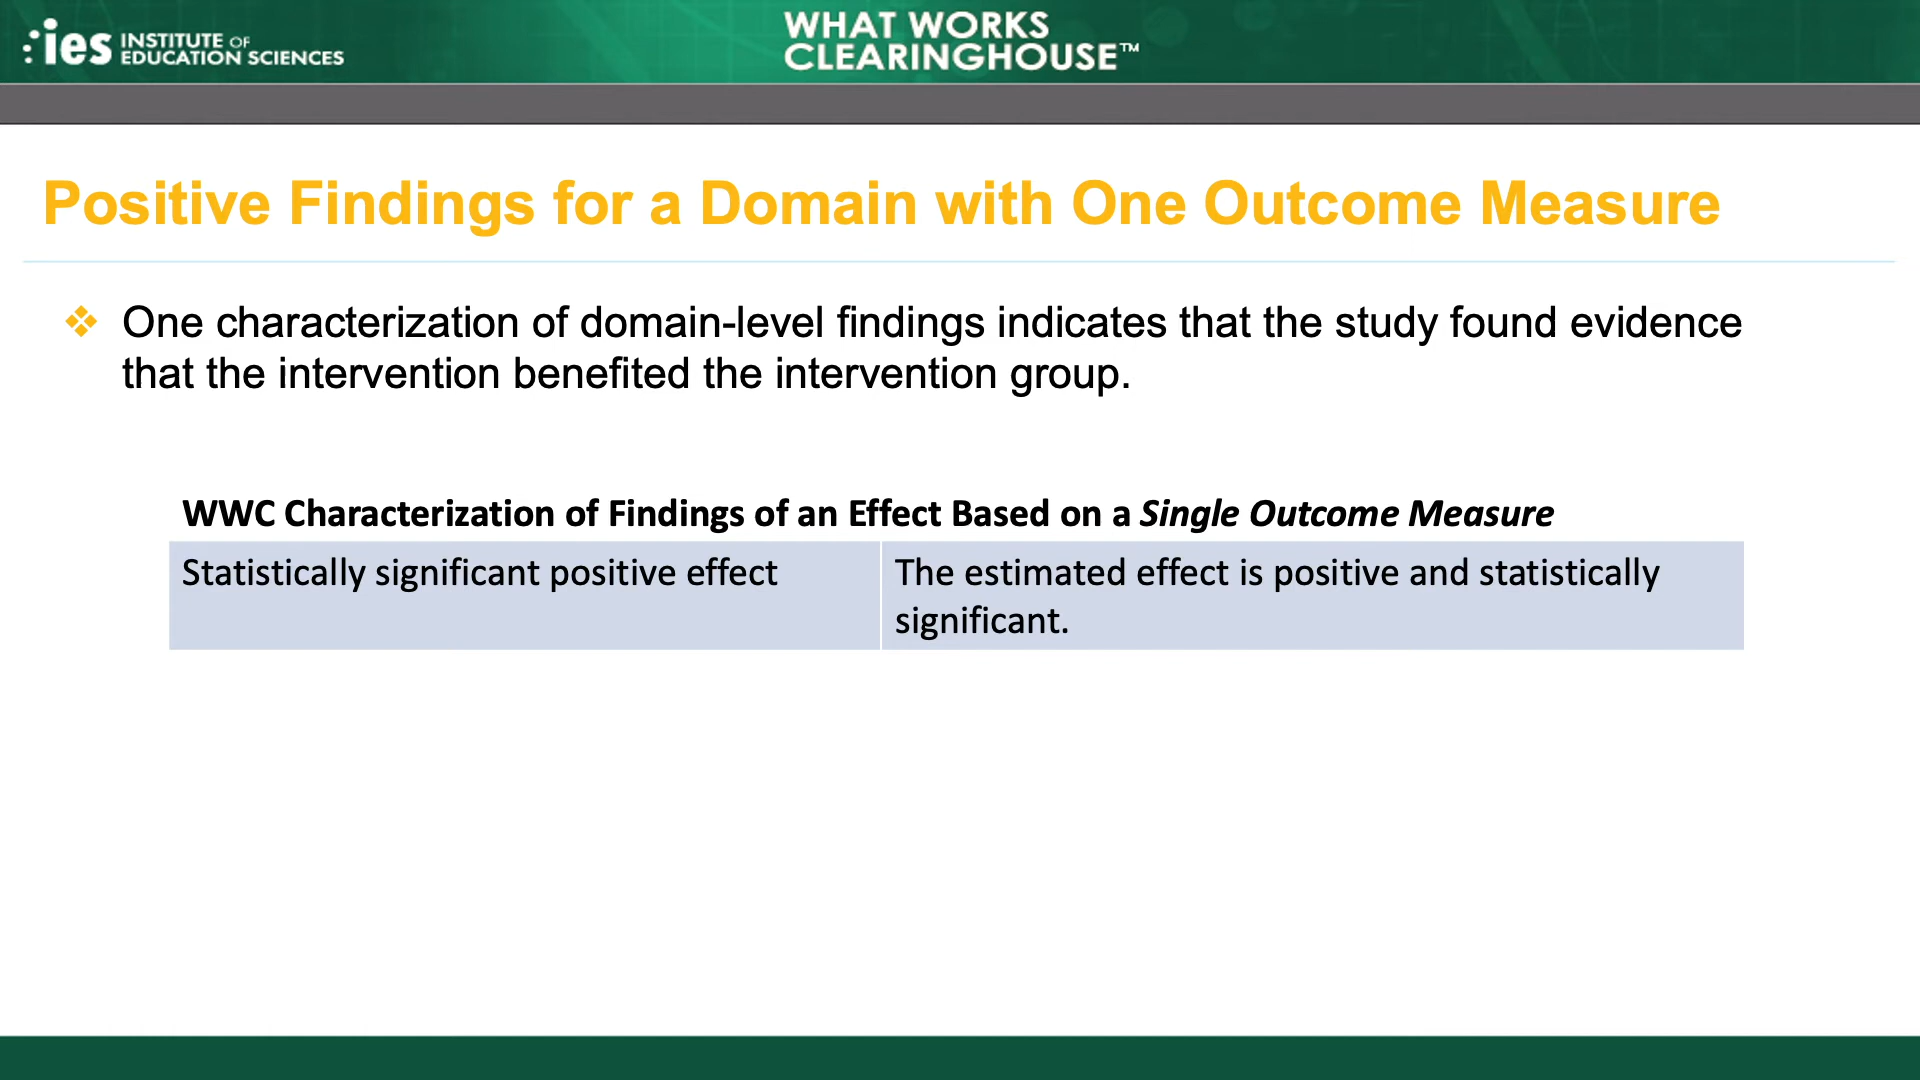 ies INSTITUTE OF
EDUCATION SCIENCES
WHAT WORKS
CLEARINGHOUSE™
Positive Findings for a Domain with One Outcome Measure
One characterization of domain-level findings indicates that the study found evidence
that the intervention benefited the intervention group.
WWC Characterization of Findings of an Effect Based on a Single Outcome Measure
Statistically significant positive effect
The estimated effect is positive and statistically
significant.